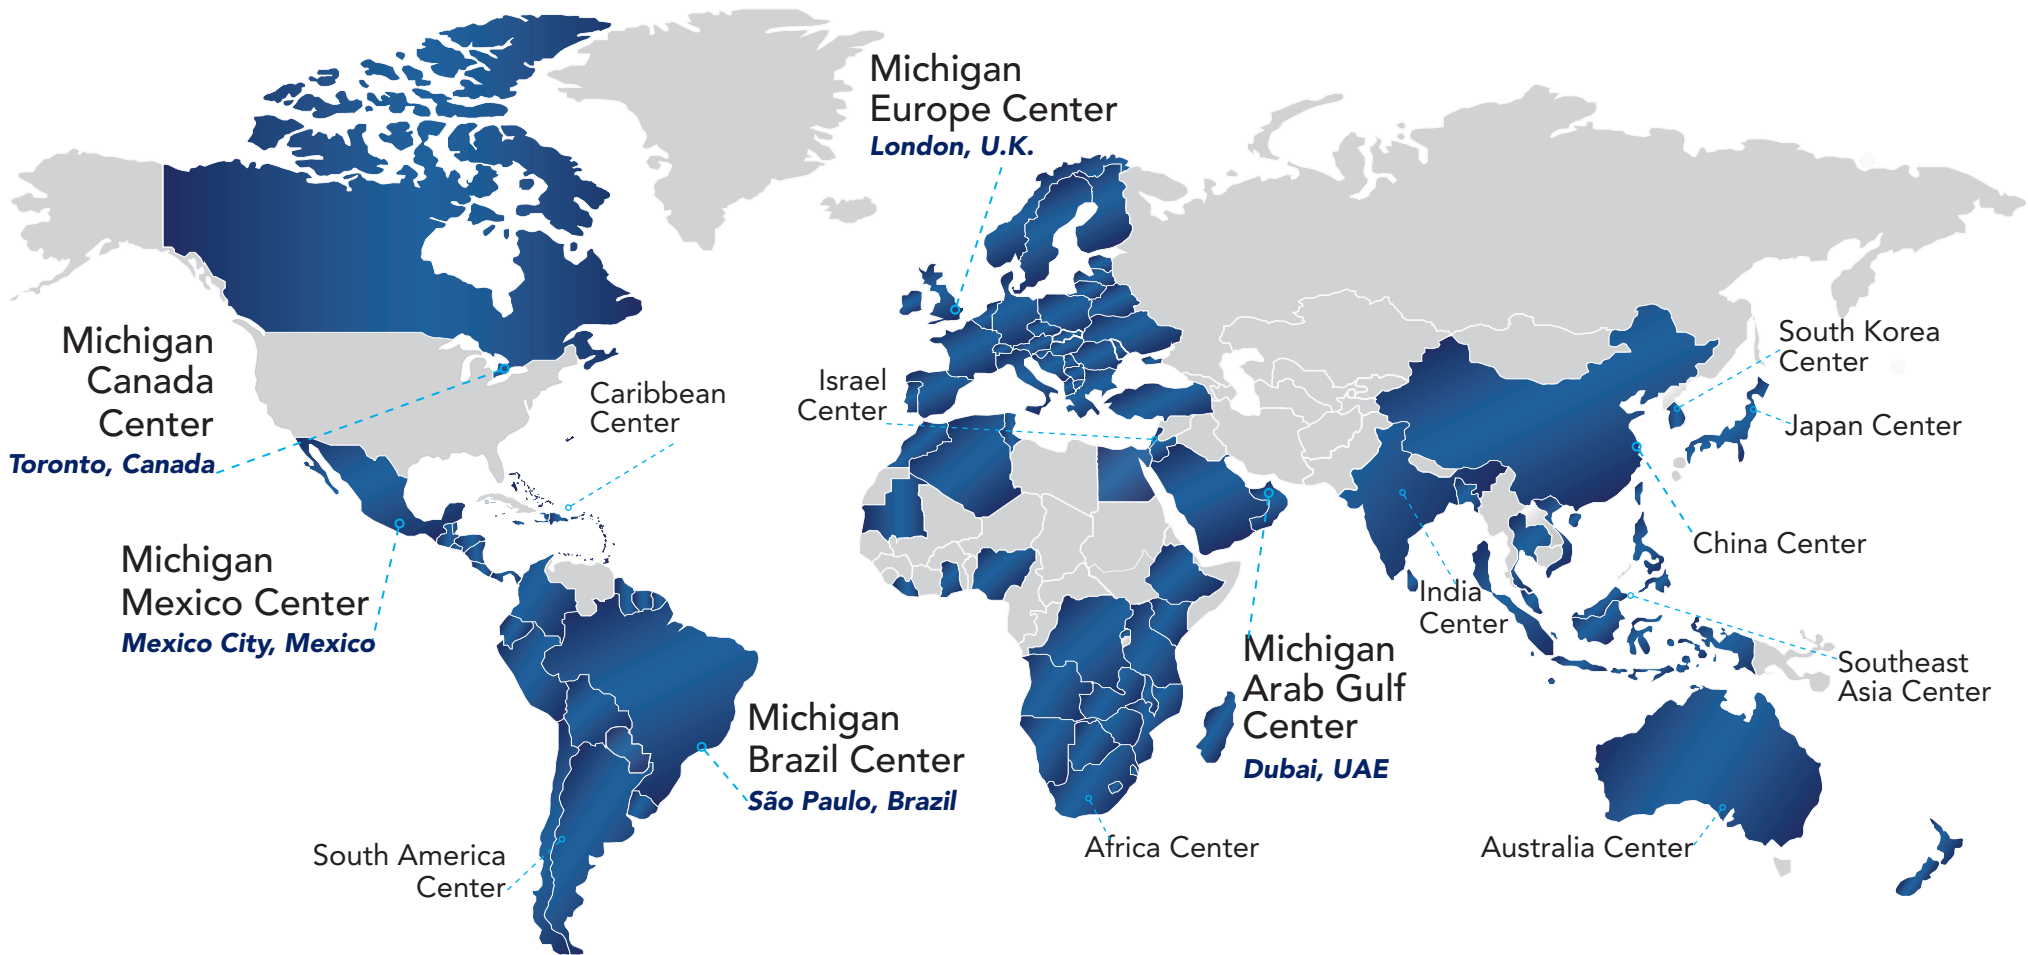 Michigan
Europe Center
London, U.K.
Michigan
Canada
Center
Toronto, Canada
Caribbean
Center
Israel
Center
South Korea
Center
Japan Center
China Center
India
Center
Michigan
Mexico Center
Mexico City, Mexico
Michigan
Arab Gulf
Center
Dubai, UAE
Southeast
Asia Center
Michigan
Brazil Center
São Paulo, Brazil
South America
Center
Africa Center
Australia Center